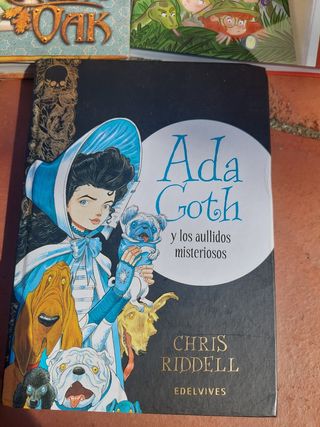 OAK
Ada
Goth
y los aullidos
misteriosos
CHRIS
RIDDELL
EDELVIVES